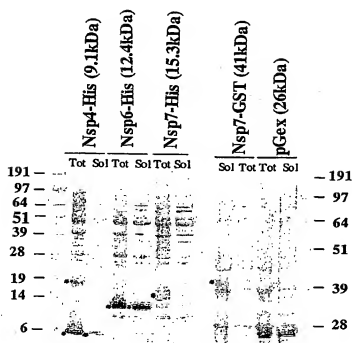 Nsp4-His (9.1kDa)
Nsp6-His (12.4kDa)
Nsp7-His (15.3kDa)
Nsp7-GST (41kDa)
pGex (26kDa)
Tot Sol Tot Sol Tot Sol Sol Tot Tot Sol
191
97
64
51
39
28
19
14
6
191
97
64
51
39
28